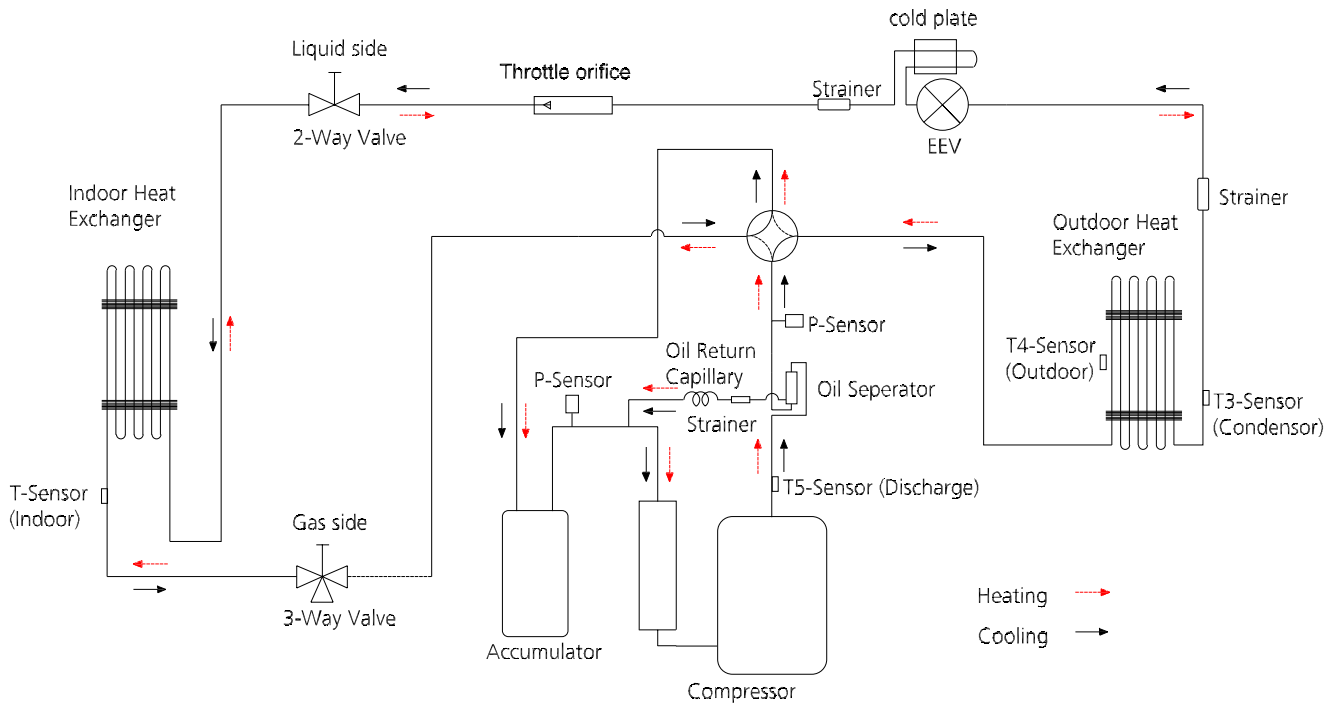 cold plate
Liquid side
Throttle orifice
Strainer
2-Way Valve
EEV
Indoor Heat
Exchanger
Strainer
Outdoor Heat
Exchanger
P-Sensor
T4-Sensor
(Outdoor)
Oil Return
Capillary
P-Sensor
Oil Seperator
Strainer
T3-Sensor
(Condensor)
T-Sensor
(Indoor)
T5-Sensor (Discharge)
Gas side
3-Way Valve
Heating
Cooling
Accumulator
Compressor